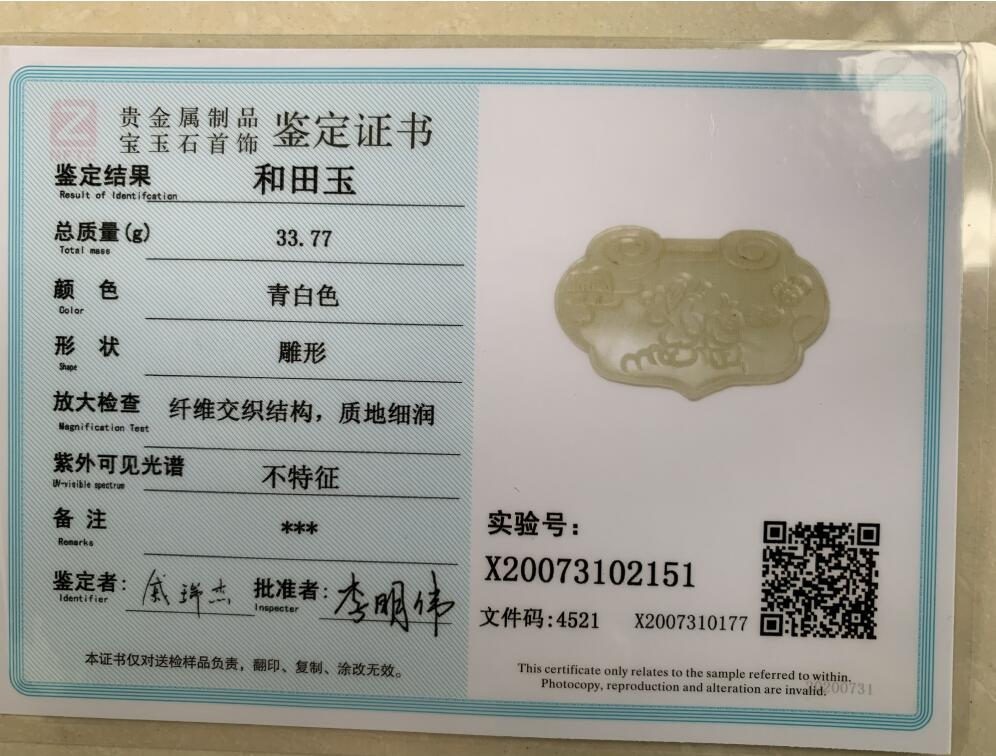 贵金属制品
宝玉石首饰
鉴定证书
鉴定结果 和田玉
Result of Identifcation
总质量(g) 33.77
Total mass
颜 色 青白色
Color
形 状 雕形
Shape
放大检查 纤维交织结构，质地细润
Magnification Test
紫外可见光谱 不特征
UV-visible spectrum
备 注 ***
Remarks
鉴定者： 批准者：李明伟
Identifier Inspecter
本证书仅对送检样品负责，翻印、复制、涂改无效。
实验号：
X20073102151
文件码:4521 X2007310177
This certificate only relates to the sample referred to within.
Photocopy, reproduction and alteration are invalid.
20200731